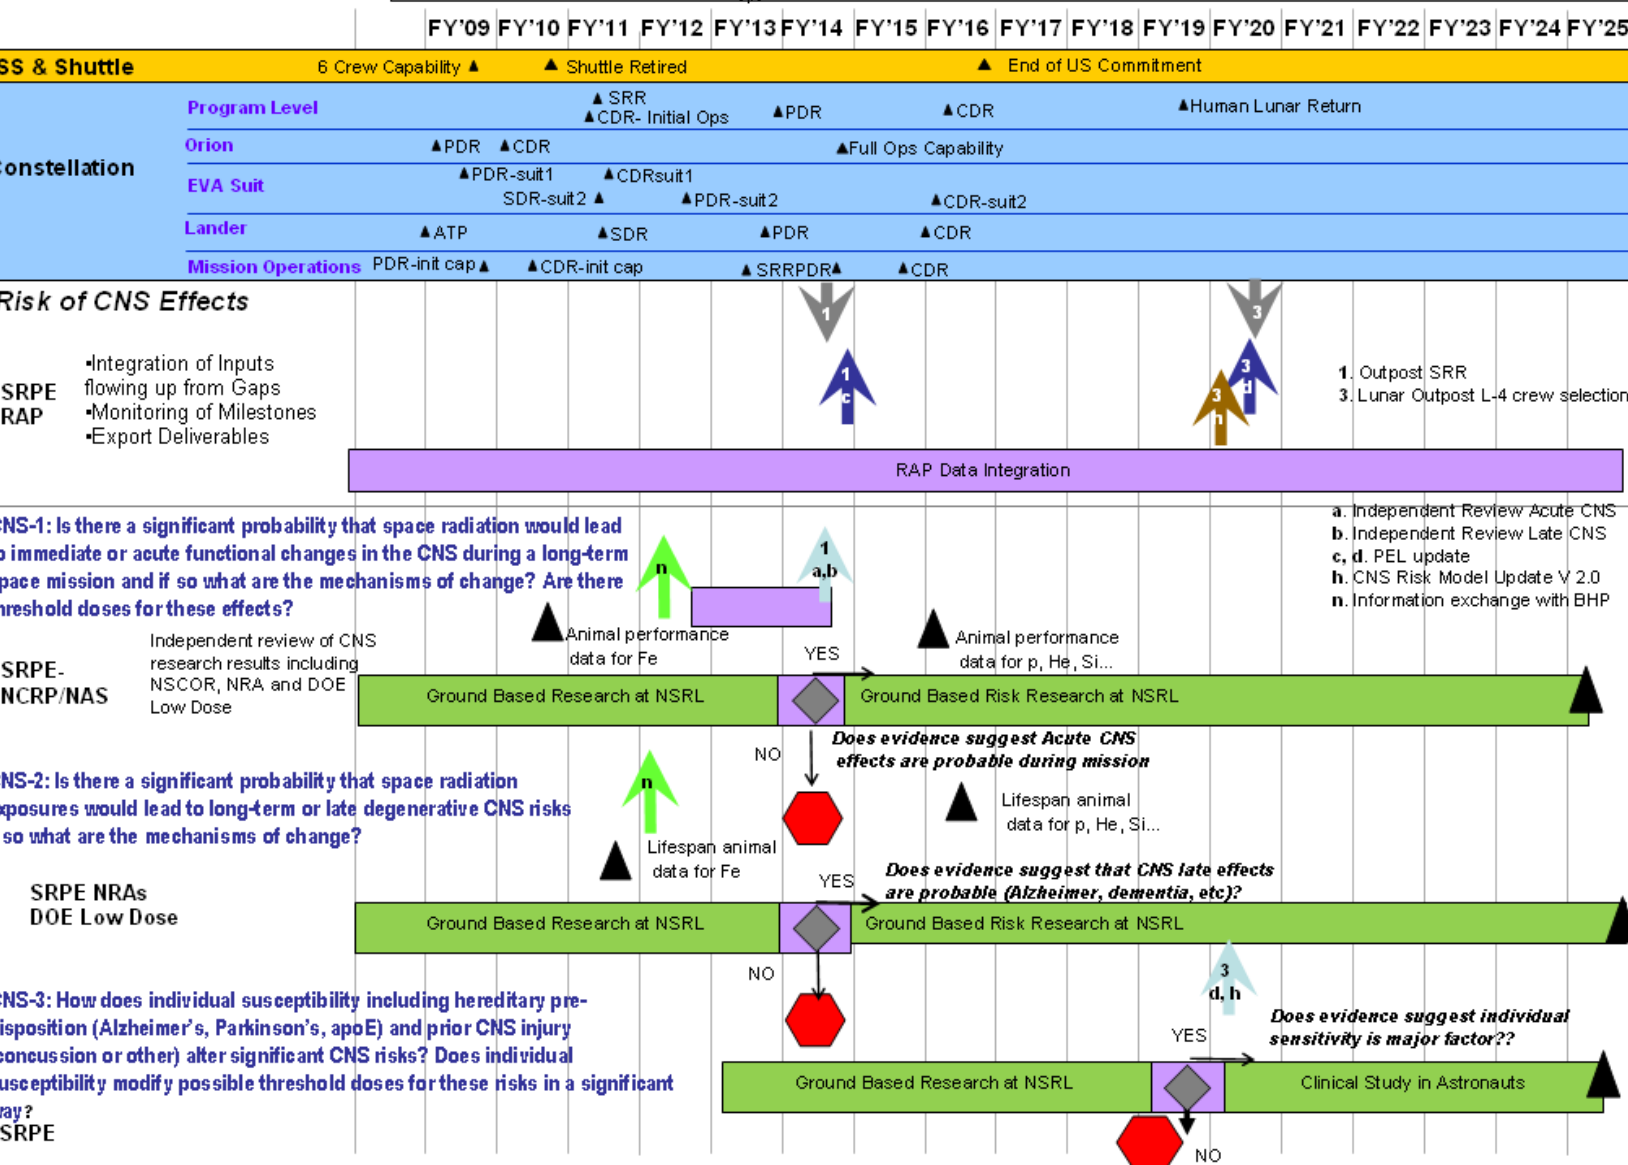 FY'09 FY'10 FY'11 FY'12 FY'13 FY'14 FY'15 FY'16 FY'17 FY'18 FY'19 FY'20 FY'21 FY'22 FY'23 FY'24 FY'25
SS & Shuttle 6 Crew Capability Shuttle Retired End of US Commitment
onstellation
Program Level SRR
CDR- Initial Ops PDR CDR Human Lunar Return
Orion PDR CDR Full Ops Capability
EVA Suit PDR-suit1 CDRsuit1
SDR-suit2 PDR-suit2 CDR-suit2
Lander ATP SDR PDR CDR
Mission Operations PDR-init cap CDR-init cap SRRPDR CDR
Risk of CNS Effects
1 3
SRPE
RAP
▪Integration of Inputs
flowing up from Gaps
▪Monitoring of Milestones
▪Export Deliverables
1
c
3
h
3
d
1. Outpost SRR
3. Lunar Outpost L-4 crew selection
RAP Data Integration
a. Independent Review Acute CNS
b. Independent Review Late CNS
c, d. PEL update
h. CNS Risk Model Update V 2.0
n. Information exchange with BHP
CNS-1: Is there a significant probability that space radiation would lead
o immediate or acute functional changes in the CNS during a long-term
pace mission and if so what are the mechanisms of change? Are there
hreshold doses for these effects?
n
1
a,b
Animal performance
data for Fe
Animal performance
data for p, He, Si...
SRPE-
NCRP/NAS
Independent review of CNS
research results including
NSCOR, NRA and DOE
Low Dose
YES
Ground Based Research at NSRL Ground Based Risk Research at NSRL
NO
Does evidence suggest Acute CNS
effects are probable during mission
NS-2: Is there a significant probability that space radiation
xposures would lead to long-term or late degenerative CNS risks
so what are the mechanisms of change?
n
Lifespan animal
data for Fe
Lifespan animal
data for p, He, Si...
YES
Does evidence suggest that CNS late effects
are probable (Alzheimer, dementia, etc)?
SRPE NRAs
DOE Low Dose
Ground Based Research at NSRL Ground Based Risk Research at NSRL
NO
3
d, h
CNS-3: How does individual susceptibility including hereditary pre-
isposition (Alzheimer's, Parkinson's, apoE) and prior CNS injury
concussion or other) alter significant CNS risks? Does individual
usceptibility modify possible threshold doses for these risks in a significant
way?
SRPE
YES
Does evidence suggest individual
sensitivity is major factor??
Ground Based Research at NSRL Clinical Study in Astronauts
NO